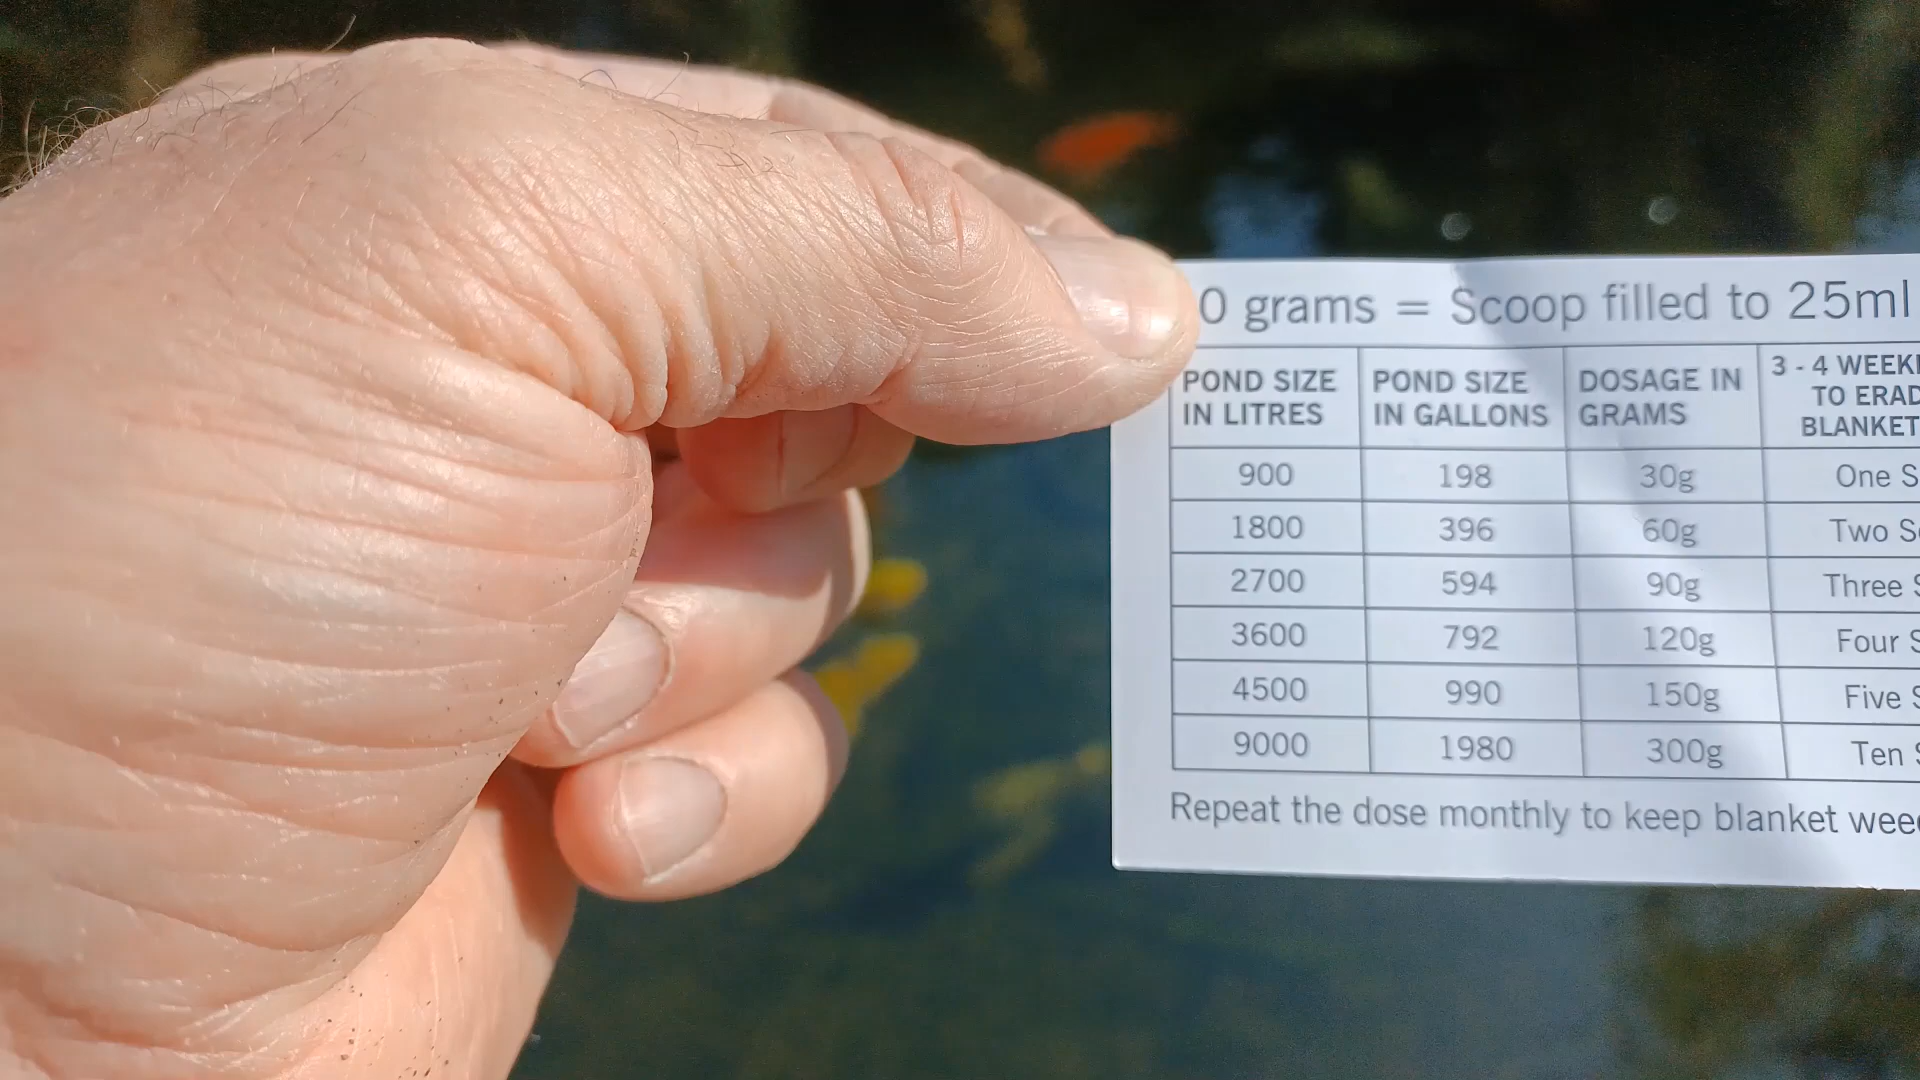 0 grams = Scoop filled to 25ml
POND SIZE IN LITRES
POND SIZE IN GALLONS
DOSAGE IN GRAMS
3 - 4 WEEK
TO ERAD
BLANKET
900 198 30g One S
1800 396 60g Two S
2700 594 90g Three S
3600 792 120g Four S
4500 990 150g Five S
9000 1980 300g Ten S
Repeat the dose monthly to keep blanket wee